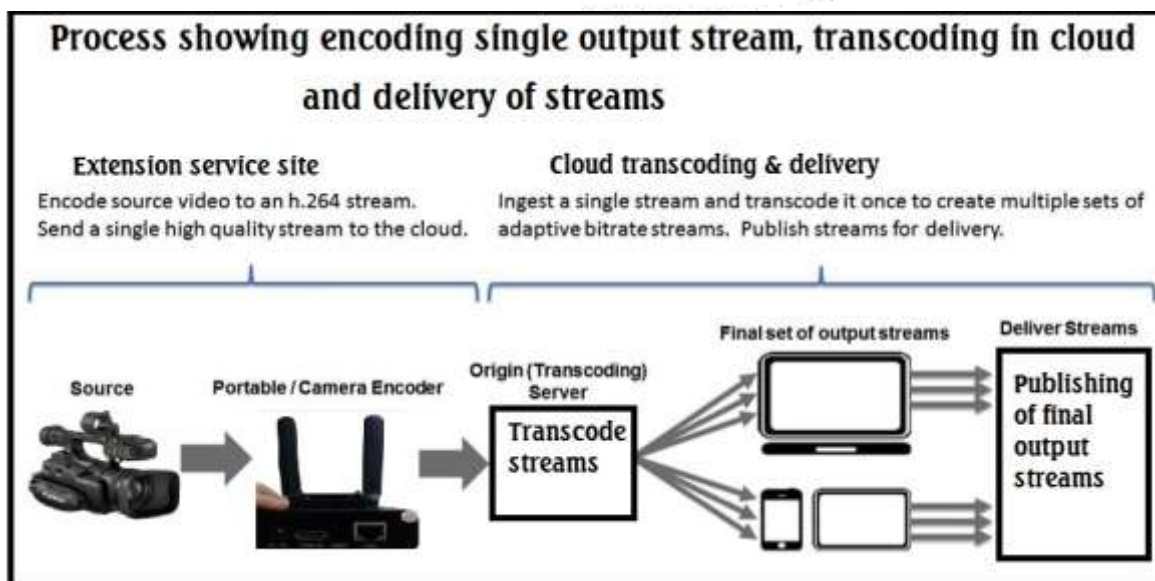 Process showing encoding single output stream, transcoding in cloud
and delivery of streams
Extension service site
Encode source video to an h.264 stream.
Send a single high quality stream to the cloud.
Cloud transcoding & delivery
Ingest a single stream and transcode it once to create multiple sets of
adaptive bitrate streams. Publish streams for delivery.
Source
Portable / Camera Encoder
Origin (Transcoding)
Server
Transcode
streams
Final set of output streams
Deliver Streams
Publishing
of final
output
streams